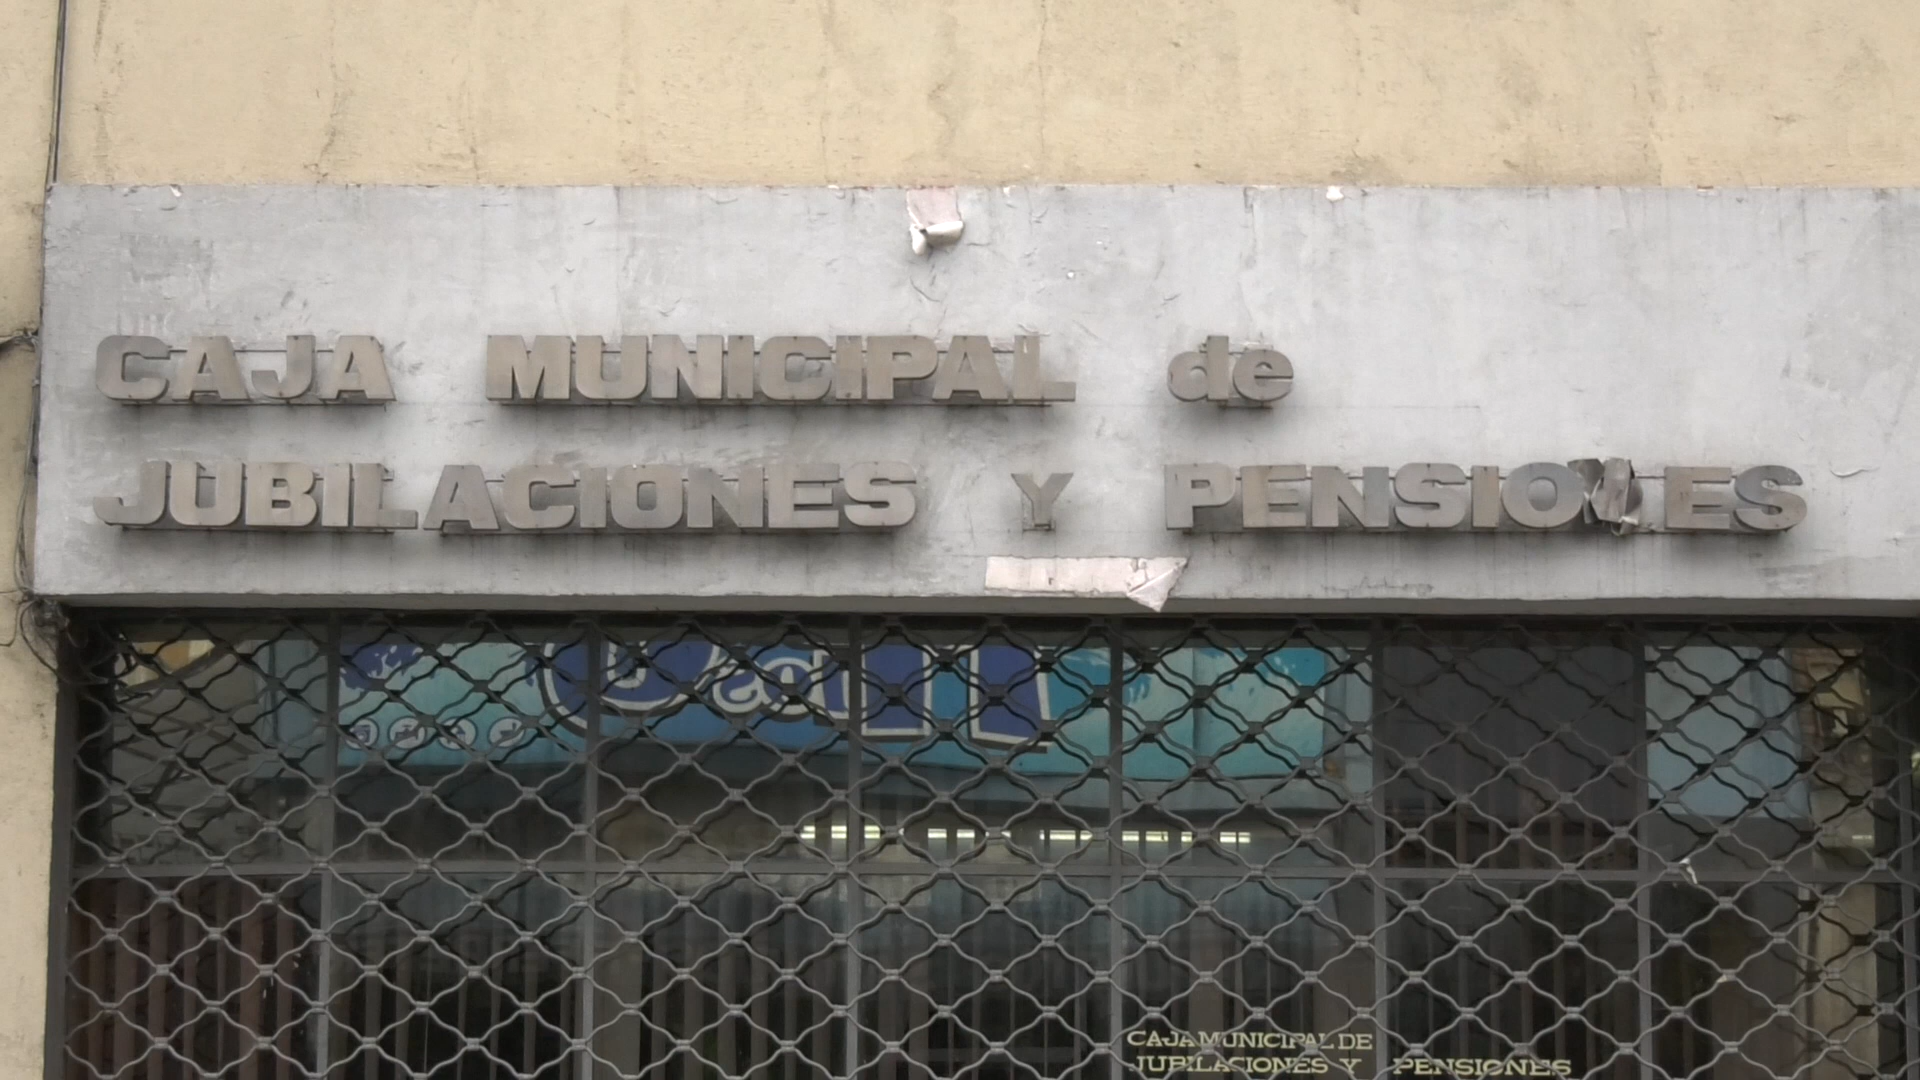 CAJA MUNICIPAL de
JUBILACIONES Y PENSIONES
CAJA MUNICIPAL DE
JUBILACIONES Y PENSIONES